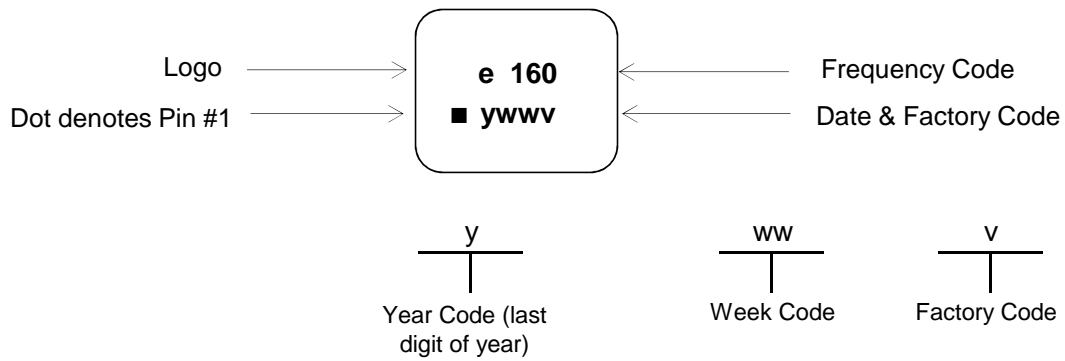 Logo
e 160
Frequency Code
Dot denotes Pin #1
■ ywwv
Date & Factory Code
y
ww
v
Year Code (last
digit of year)
Week Code
Factory Code